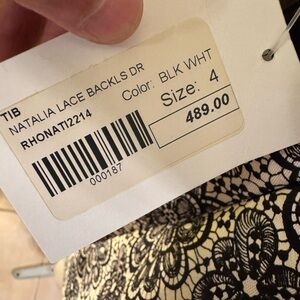 TIB
NATALIA LACE BACKLS DR
RHONATI2214
Color: BLK WHT
Size: 4
489.00
000187